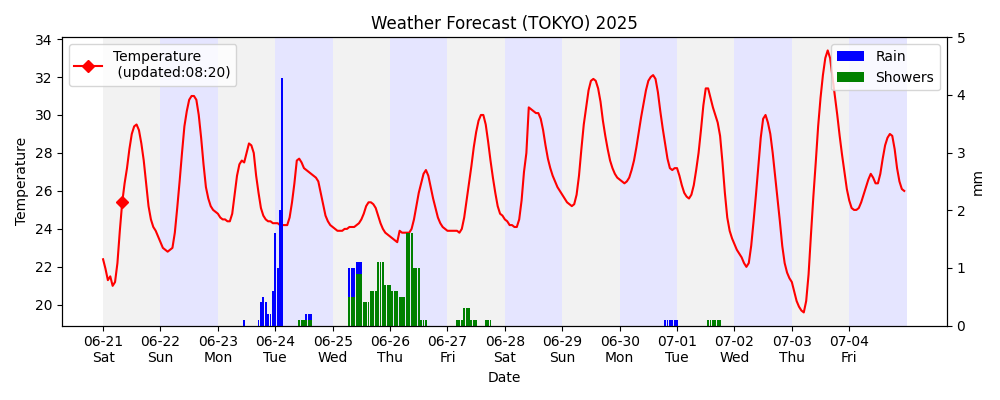 Weather Forecast (TOKYO) 2025
Temperature
(updated:08:20)
Rain
Showers
Temperature
34
32
30
28
26
24
22
20
5
4
3
2
1
0
mm
06-21 06-22 06-23 06-24 06-25 06-26 06-27 06-28 06-29 06-30 07-01 07-02 07-03 07-04
Sat Sun Mon Tue Wed Thu Fri Sat Sun Mon Tue Wed Thu Fri
Date